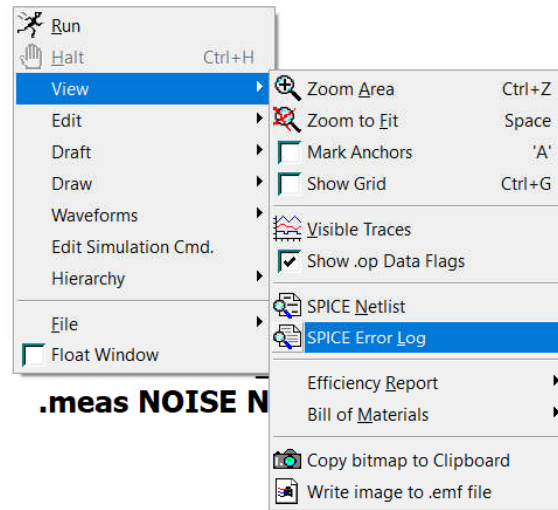 Run
Halt Ctrl+H
View
Edit
Draft
Draw
Waveforms
Edit Simulation Cmd.
Hierarchy
File
Float Window
Zoom Area Ctrl+Z
Zoom to Fit Space
Mark Anchors 'A'
Show Grid Ctrl+G
Visible Traces
Show .op Data Flags
SPICE Netlist
SPICE Error Log
Efficiency Report
Bill of Materials
Copy bitmap to Clipboard
Write image to .emf file
.meas NOISE N